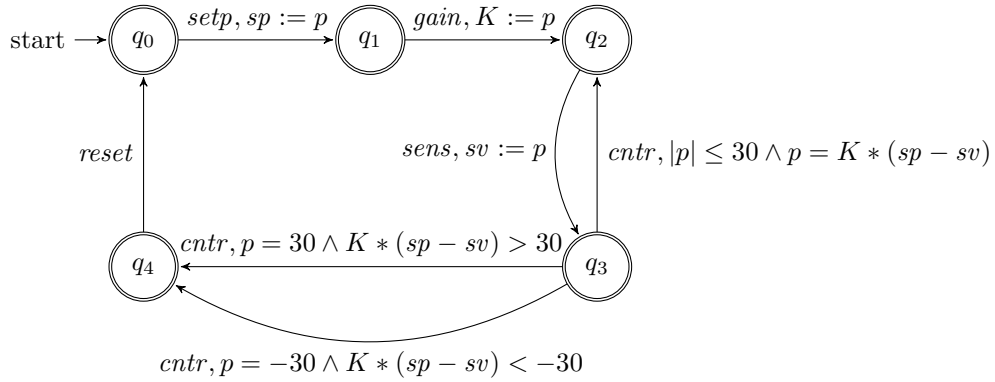 start
q0
setp, sp := p
q1
gain, K := p
q2
reset
sens, sv := p
cntr, |p| ≤ 30 ∧ p = K ∗ (sp − sv)
q4
cntr, p = 30 ∧ K ∗ (sp − sv) > 30
q3
cntr, p = −30 ∧ K ∗ (sp − sv) < −30